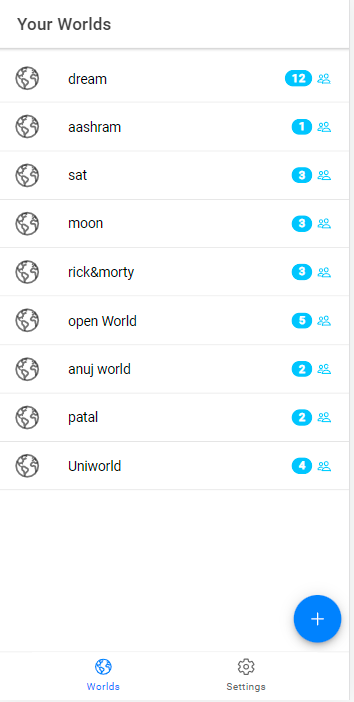 Your Worlds
dream 12
aashram 1
sat 3
moon 3
rick&morty 3
open World 5
anuj world 2
patal 2
Uniworld 4
+
Worlds Settings